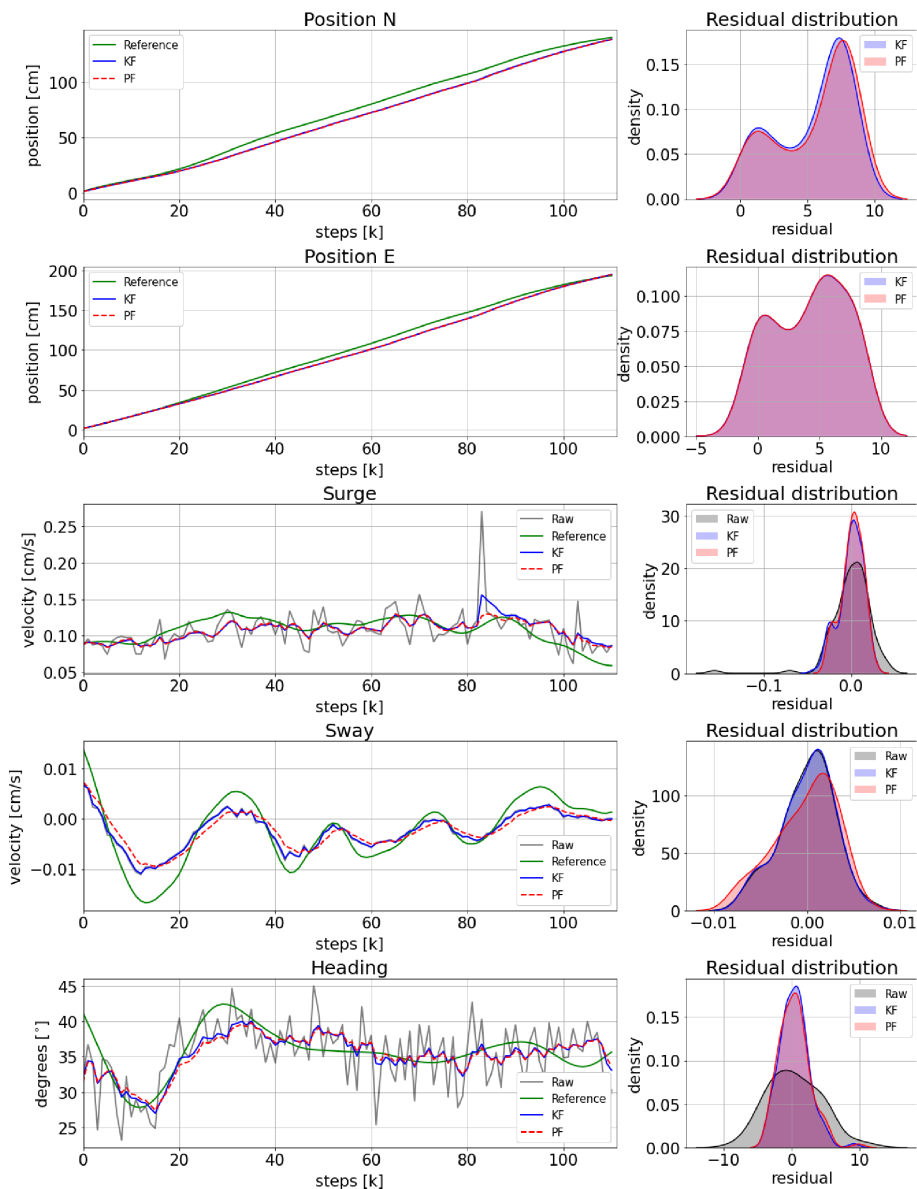 Position N
Residual distribution
position [cm]
100
50
0
Reference
KF
PF
0 20 40 60 80 100
steps [k]
density
0.15
0.10
0.05
0.00
KF
PF
0 5 10
residual
Position E
Residual distribution
position [cm]
200
150
100
50
0
Reference
KF
PF
0 20 40 60 80 100
steps [k]
density
0.100
0.075
0.050
0.025
0.000
KF
PF
−5 0 5 10
residual
Surge
Residual distribution
velocity [cm/s]
0.25
0.20
0.15
0.10
0.05
Raw
Reference
KF
PF
0 20 40 60 80 100
steps [k]
density
30
20
10
0
Raw
KF
PF
−0.1 0.0
residual
Sway
Residual distribution
velocity [cm/s]
0.01
0.00
−0.01
Raw
Reference
KF
PF
0 20 40 60 80 100
steps [k]
density
100
50
0
Raw
KF
PF
−0.01 0.00 0.01
residual
Heading
Residual distribution
degrees [°]
45
40
35
30
25
Raw
Reference
KF
PF
0 20 40 60 80 100
steps [k]
density
0.15
0.10
0.05
0.00
Raw
KF
PF
−10 0 10
residual